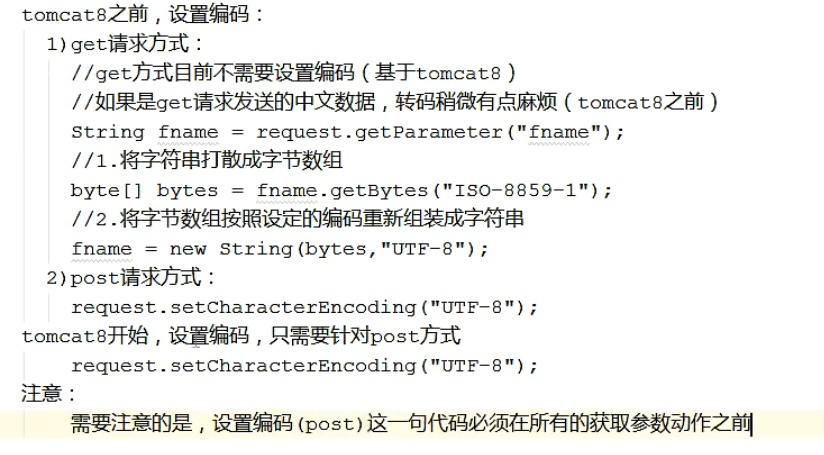 tomcat8之前，设置编码：
1)get请求方式：
//get方式目前不需要设置编码（基于tomcat8）
//如果是get请求发送的中文数据，转码稍微有点麻烦（tomcat8之前）
String fname = request.getParameter("fname");
//1.将字符串打散成字节数组
byte[] bytes = fname.getBytes("ISO-8859-1");
//2.将字节数组按照设定的编码重新组装成字符串
fname = new String(bytes,"UTF-8");
2)post请求方式：
request.setCharacterEncoding("UTF-8");
tomcat8开始，设置编码，只需要针对post方式
request.setCharacterEncoding("UTF-8");
注意：
需要注意的是，设置编码(post)这一句代码必须在所有的获取参数动作之前